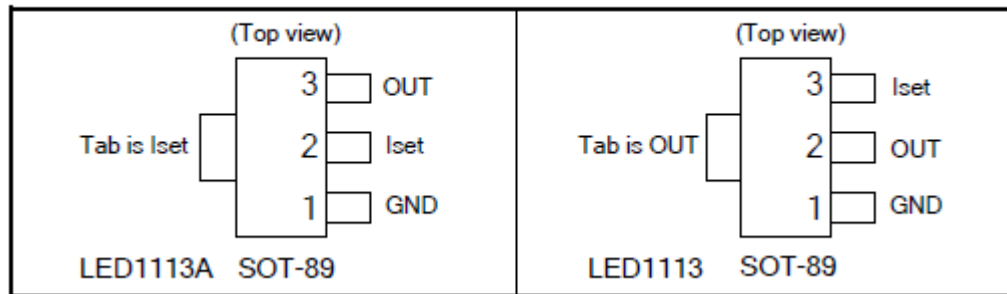 (Top view)
3 OUT
Tab is Iset 2 Iset
1 GND
LED1113A SOT-89
(Top view)
3 Iset
Tab is OUT 2 OUT
1 GND
LED1113 SOT-89